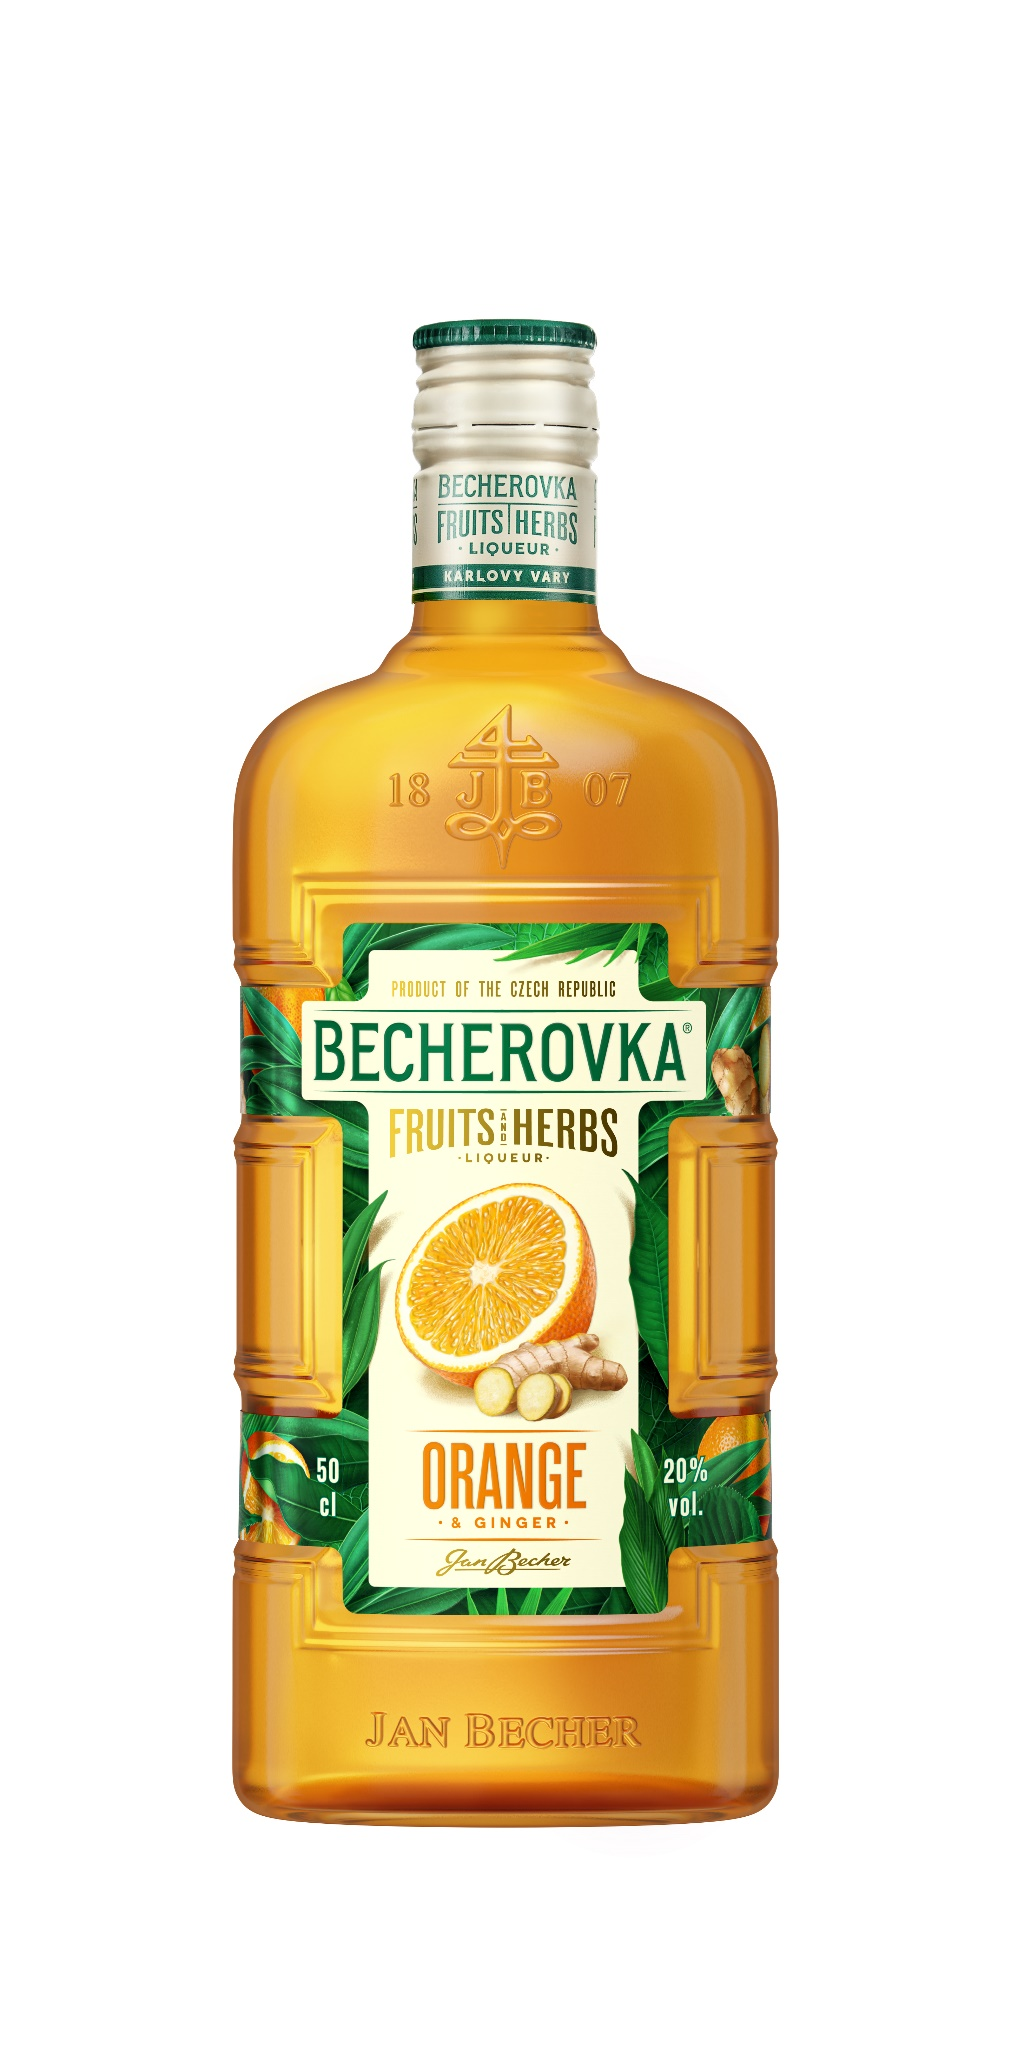 BECHEROVKA
FRUITS HERBS
· LIQUEUR ·
KARLOVY VARY
18 JB 07
PRODUCT OF THE CZECH REPUBLIC
BECHEROVKA®
FRUITS AND HERBS
·LIQUEUR·
50 cl
20% vol.
ORANGE
· & GINGER ·
Jan Becher
JAN BECHER